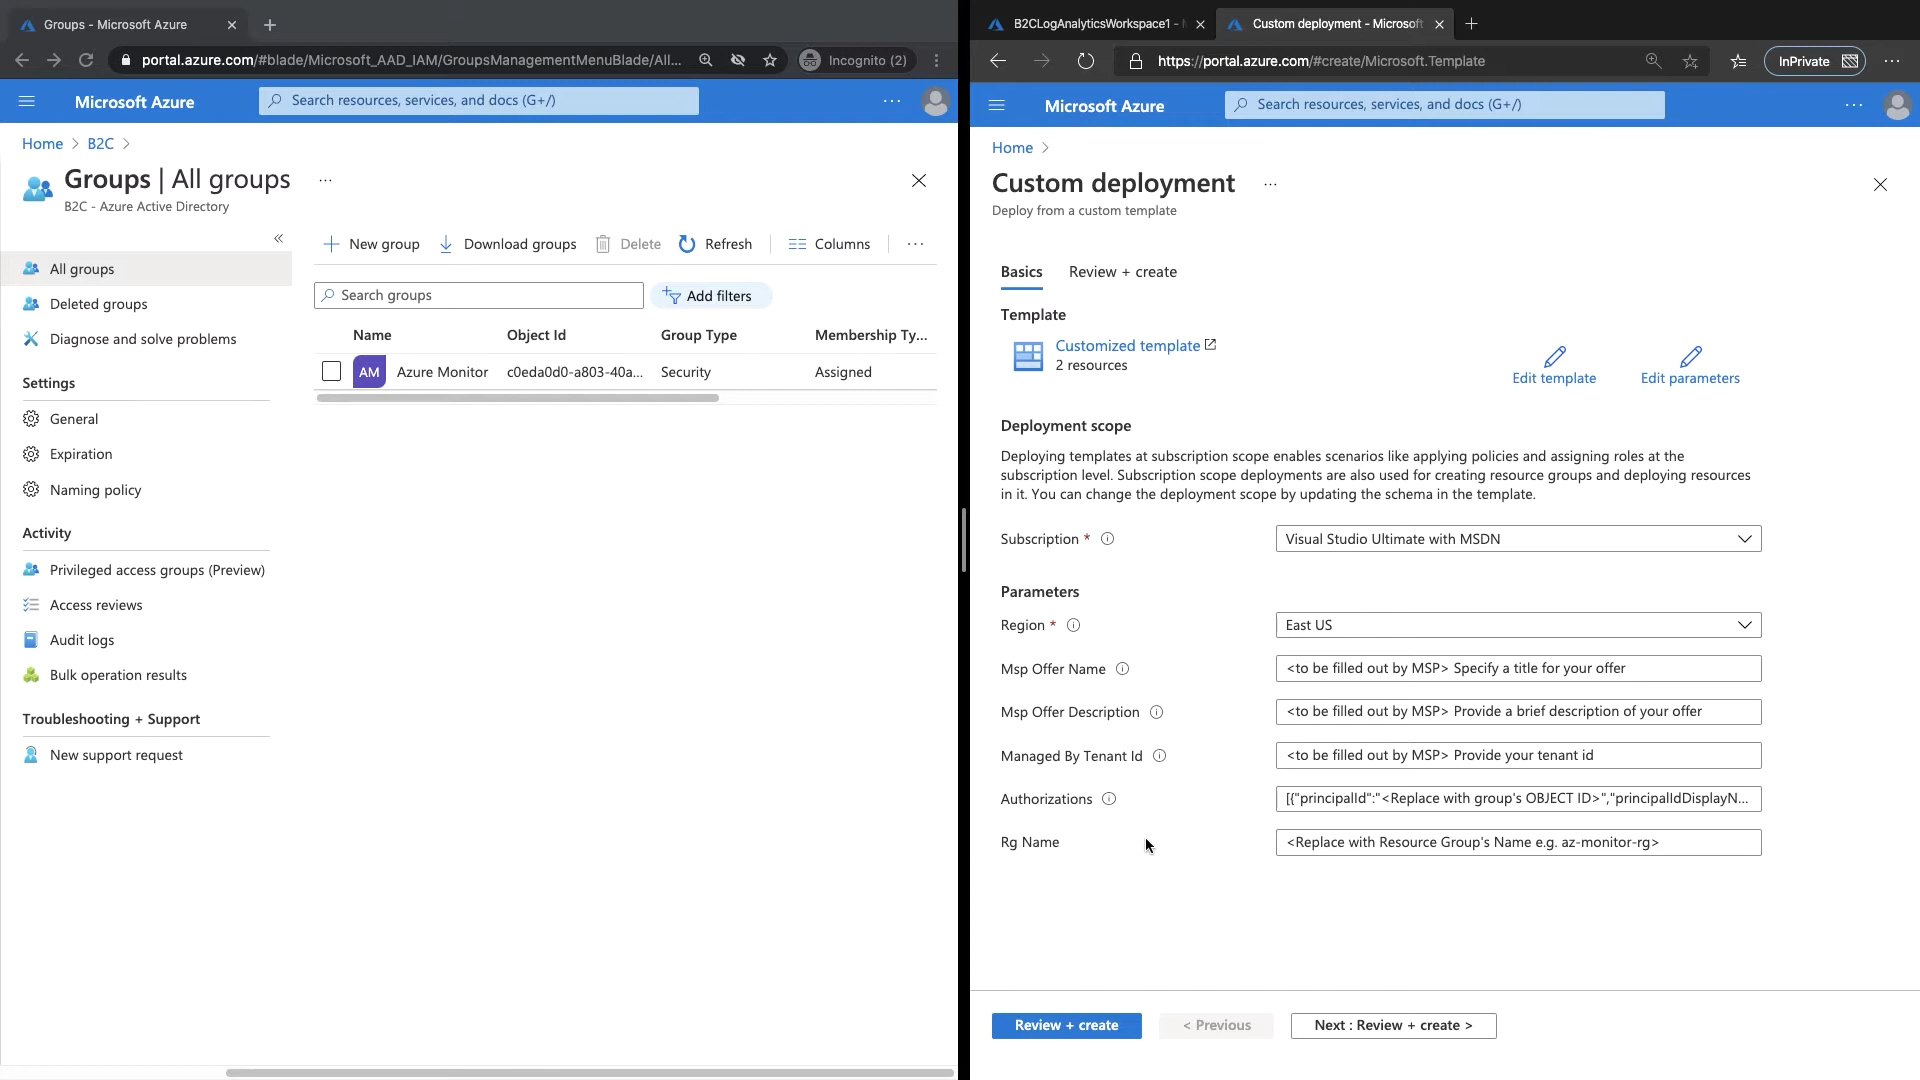 Groups - Microsoft Azure
portal.azure.com/#blade/Microsoft_AAD_IAM/GroupsManagementMenuBlade/All...
Incognito (2)
Microsoft Azure
Search resources, services, and docs (G+/)
Home > B2C >
Groups | All groups
B2C - Azure Active Directory
All groups
Deleted groups
Diagnose and solve problems
Settings
General
Expiration
Naming policy
Activity
Privileged access groups (Preview)
Access reviews
Audit logs
Bulk operation results
Troubleshooting + Support
New support request
New group Download groups Delete Refresh Columns
Search groups
Add filters
Name Object Id Group Type Membership Ty...
AM Azure Monitor c0eda0d0-a803-40a... Security Assigned
B2CLogAnalyticsWorkspace1 -
Custom deployment - Microsoft
https://portal.azure.com/#create/Microsoft.Template
InPrivate
Microsoft Azure
Search resources, services, and docs (G+/)
Home >
Custom deployment
Deploy from a custom template
Basics Review + create
Template
Customized template
2 resources
Edit template
Edit parameters
Deployment scope
Deploying templates at subscription scope enables scenarios like applying policies and assigning roles at the
subscription level. Subscription scope deployments are also used for creating resource groups and deploying resources
in it. You can change the deployment scope by updating the schema in the template.
Subscription * Visual Studio Ultimate with MSDN
Parameters
Region * East US
Msp Offer Name <to be filled out by MSP> Specify a title for your offer
Msp Offer Description <to be filled out by MSP> Provide a brief description of your offer
Managed By Tenant Id <to be filled out by MSP> Provide your tenant id
Authorizations [{"principalId":"<Replace with group's OBJECT ID>","principalIdDisplayN...
Rg Name <Replace with Resource Group's Name e.g. az-monitor-rg>
Review + create
< Previous
Next : Review + create >